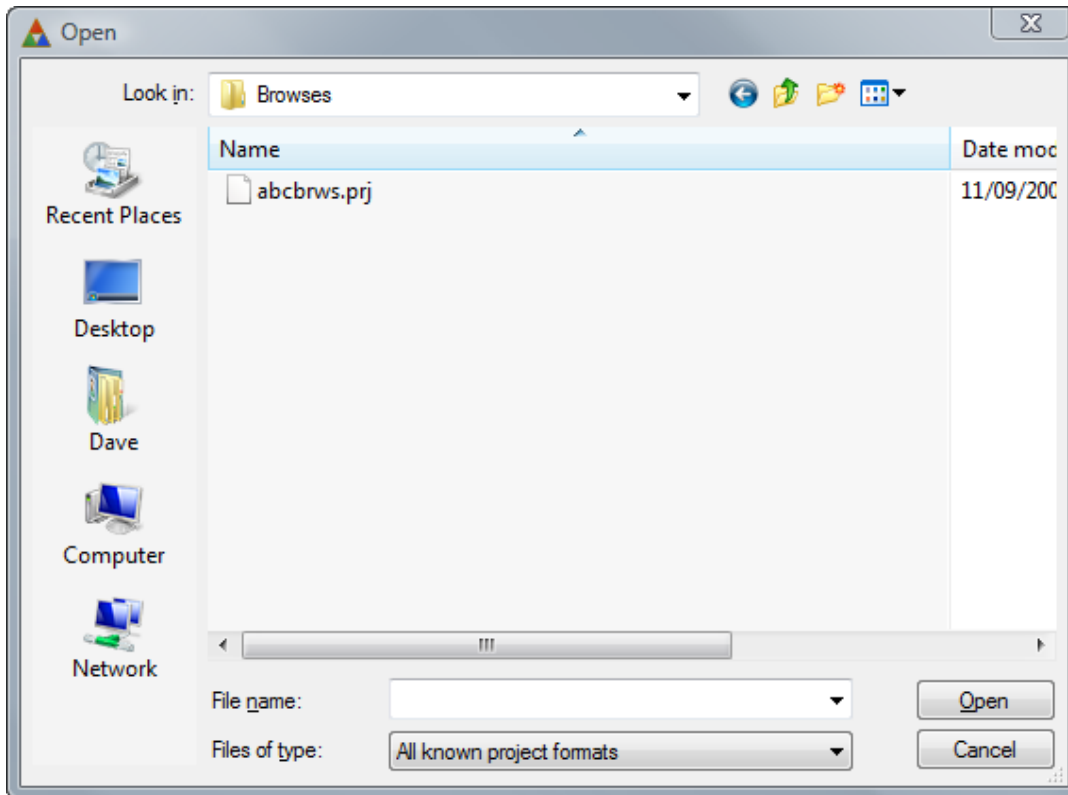 Open
Look in: Browses
Name Date mod
abcbrws.prj 11/09/200
Recent Places
Desktop
Dave
Computer
Network
File name: Open
Files of type: All known project formats Cancel